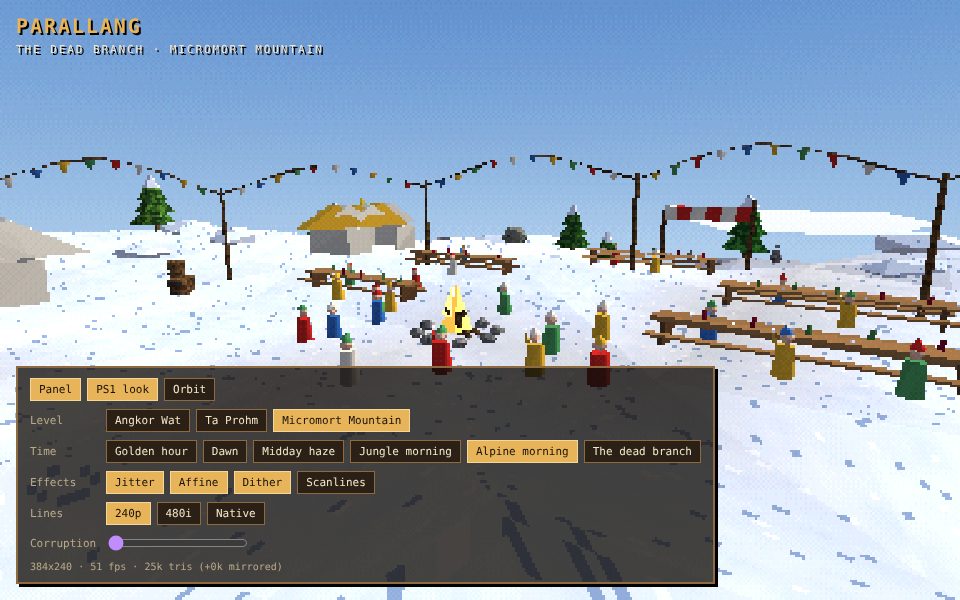 PARALLANG
THE DEAD BRANCH · MICROMORT MOUNTAIN
Panel PS1 look Orbit
Level Angkor Wat Ta Prohm Micromort Mountain
Time Golden hour Dawn Midday haze Jungle morning Alpine morning The dead branch
Effects Jitter Affine Dither Scanlines
Lines 240p 480i Native
Corruption
384x240 · 51 fps · 25k tris (+0k mirrored)